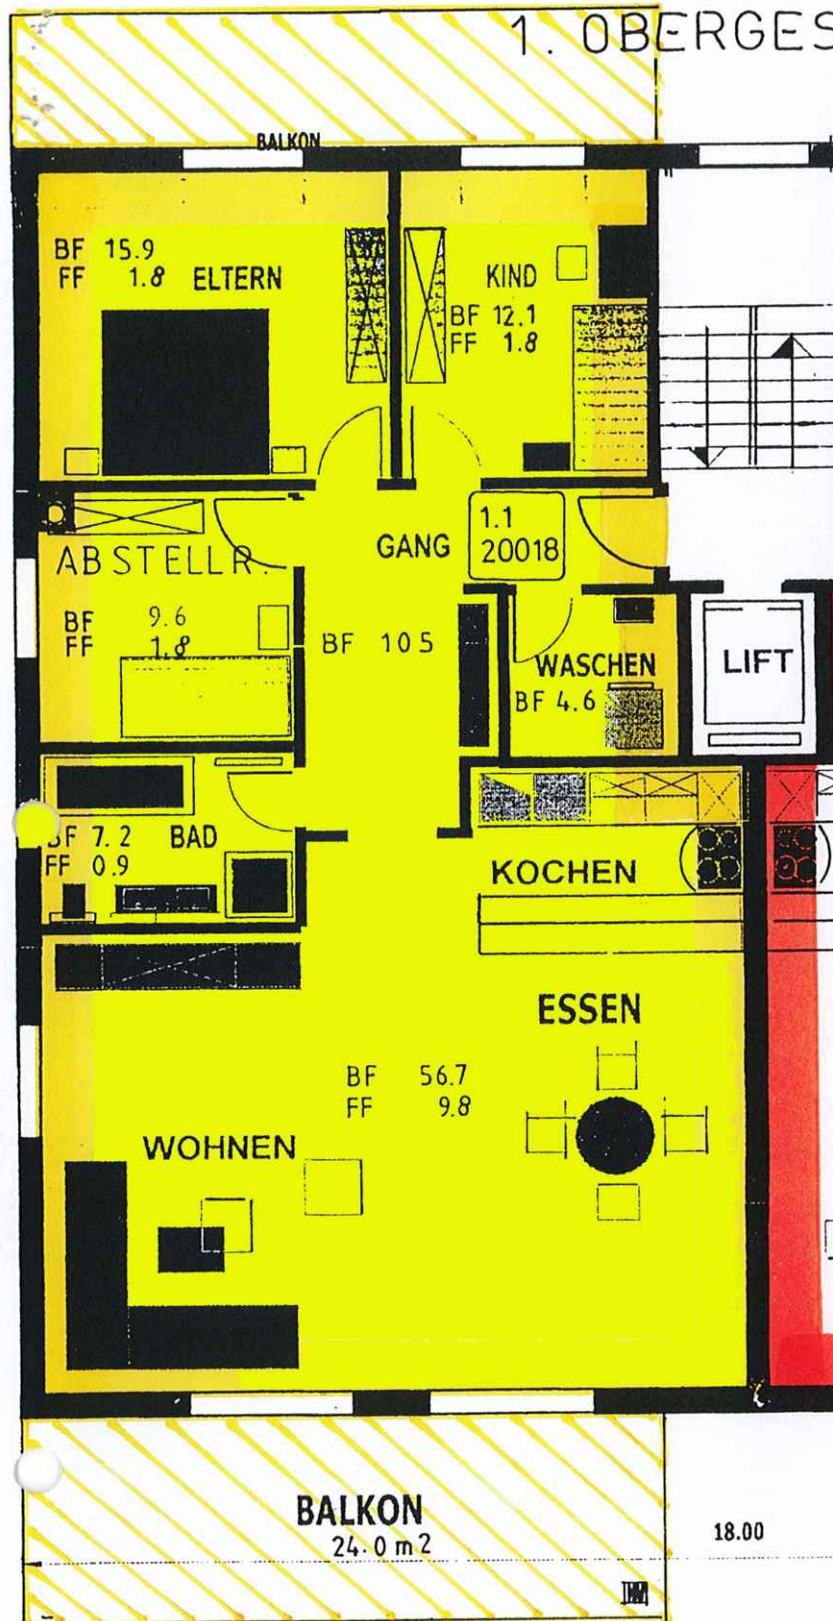 1. OBERGES
BALKON
BF 15.9
FF 1.8 ELTERN
KIND
BF 12.1
FF 1.8
ABSTELLR.
BF 9.6
FF 1.8
GANG
1.1
20018
BF 10 5
WASCHEN
BF 4.6
LIFT
BF 7.2 BAD
FF 0.9
KOCHEN
ESSEN
BF 56.7
FF 9.8
WOHNEN
BALKON
24.0 m2
18.00